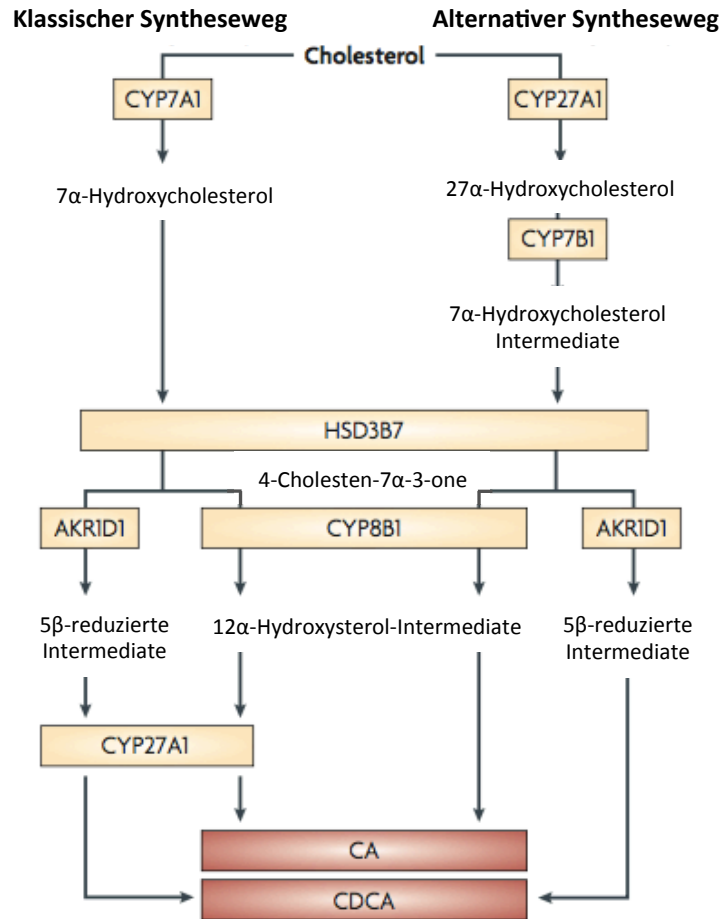 Klassischer Syntheseweg
Alternativer Syntheseweg
Cholesterol
CYP7A1
CYP27A1
7α-Hydroxycholesterol
27α-Hydroxycholesterol
CYP7B1
7α-Hydroxycholesterol
Intermediate
HSD3B7
4-Cholesten-7α-3-one
AKR1D1
CYP8B1
AKR1D1
5β-reduzierte
Intermediate
12α-Hydroxysterol-Intermediate
5β-reduzierte
Intermediate
CYP27A1
CA
CDCA